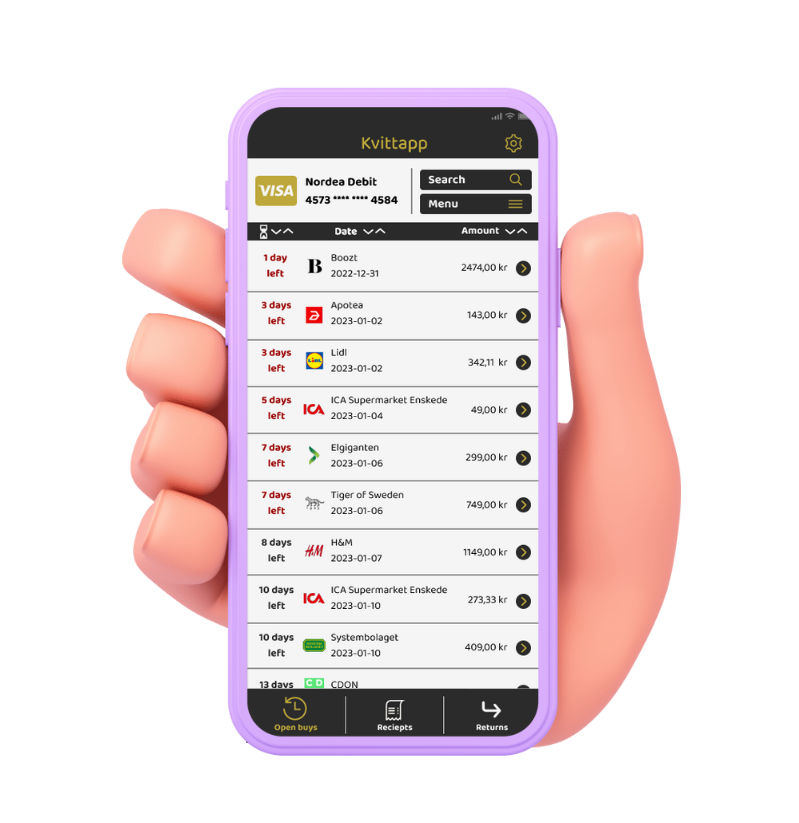 Kvittapp
VISA
Nordea Debit
4573 **** **** 4584
Search
Menu
Date
Amount
1 day
left
B
Boozt
2022-12-31
2474,00 kr
3 days
left
Apotea
2023-01-02
143,00 kr
3 days
left
LIDL
Lidl
2023-01-02
342,11 kr
5 days
left
ICA
ICA Supermarket Enskede
2023-01-04
49,00 kr
7 days
left
Elgiganten
2023-01-06
299,00 kr
7 days
left
Tiger of Sweden
2023-01-06
749,00 kr
8 days
left
H&M
H&M
2023-01-07
1149,00 kr
10 days
left
ICA
ICA Supermarket Enskede
2023-01-10
273,33 kr
10 days
left
Systembolaget
2023-01-10
409,00 kr
13 days
CD
CDON
Open buys
Reciepts
Returns